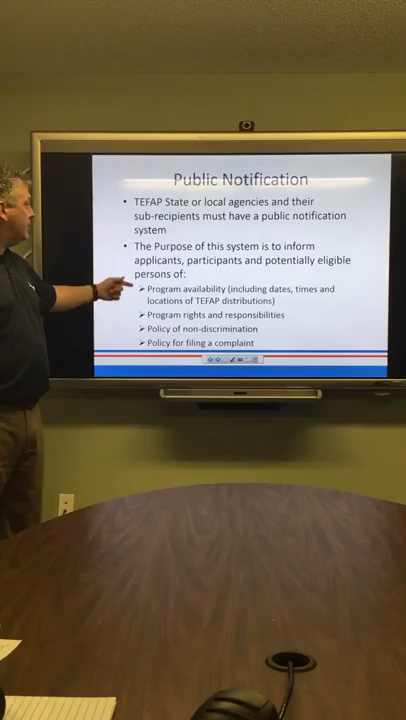 Public Notification
• TEFAP State or local agencies and their
sub-recipients must have a public notification
system
• The Purpose of this system is to inform
applicants, participants and potentially eligible
persons of:
➢ Program availability (including dates, times and
locations of TEFAP distributions)
➢ Program rights and responsibilities
➢ Policy of non-discrimination
➢ Policy for filing a complaint